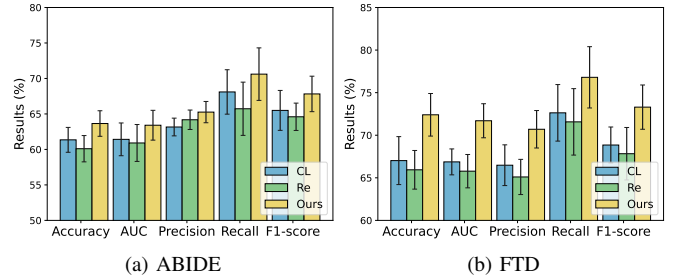 80
75
70
65
60
55
50
Results (%)
Accuracy AUC Precision Recall F1-score
CL
Re
Ours
(a) ABIDE
85
80
75
70
65
60
Results (%)
Accuracy AUC Precision Recall F1-score
CL
Re
Ours
(b) FTD